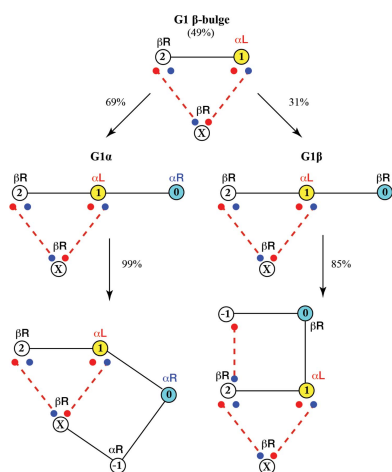 G1 β-bulge
(49%)
βR αL
2 1
69% βR 31%
X
G1α G1β
βR αL αR βR αL βR
2 1 0 2 1 0
βR βR
X X
99% 85%
-1 0
βR
βR αL
2 1
βR αL
2 1
αR
0
βR
X
βR
X
αR
-1